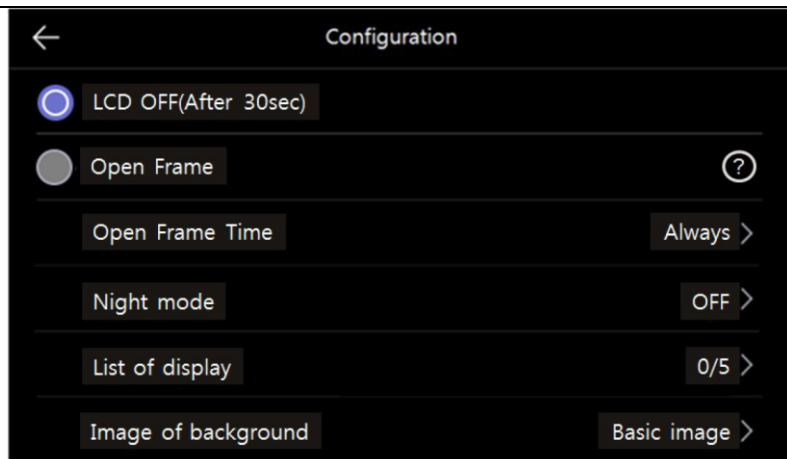 Configuration
LCD OFF(After 30sec)
Open Frame
?
Open Frame Time Always
Night mode OFF
List of display 0/5
Image of background Basic image